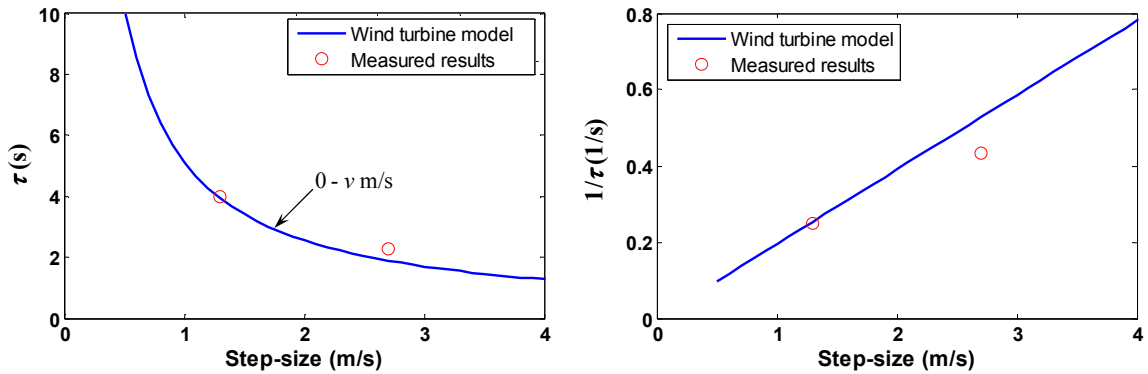 10
8
6
4
2
0
0 1 2 3 4
τ (s)
Step-size (m/s)
Wind turbine model
Measured results
0 - v m/s
0.8
0.6
0.4
0.2
0
0 1 2 3 4
1/τ (1/s)
Step-size (m/s)
Wind turbine model
Measured results